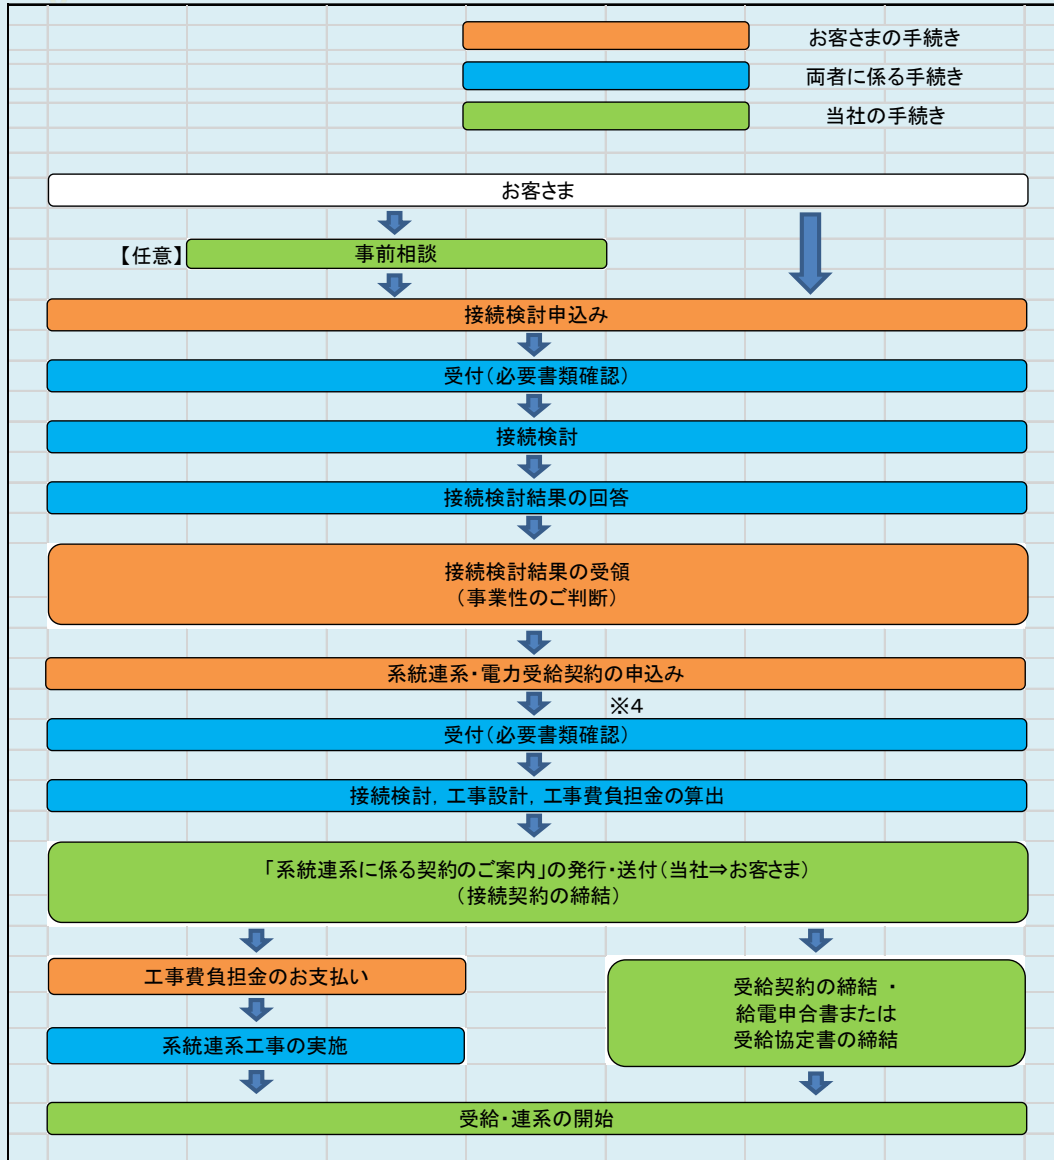 お客さまの手続き
両者に係る手続き
当社の手続き
お客さま
【任意】
事前相談
接続検討申込み
受付(必要書類確認)
接続検討
接続検討結果の回答
接続検討結果の受領
(事業性のご判断)
系統連系・電力受給契約の申込み
※4
受付(必要書類確認)
接続検討,工事設計,工事費負担金の算出
「系統連系に係る契約のご案内」の発行・送付(当社⇒お客さま)
(接続契約の締結)
工事費負担金のお支払い
系統連系工事の実施
受給契約の締結 ・
給電申合書または
受給協定書の締結
受給・連系の開始